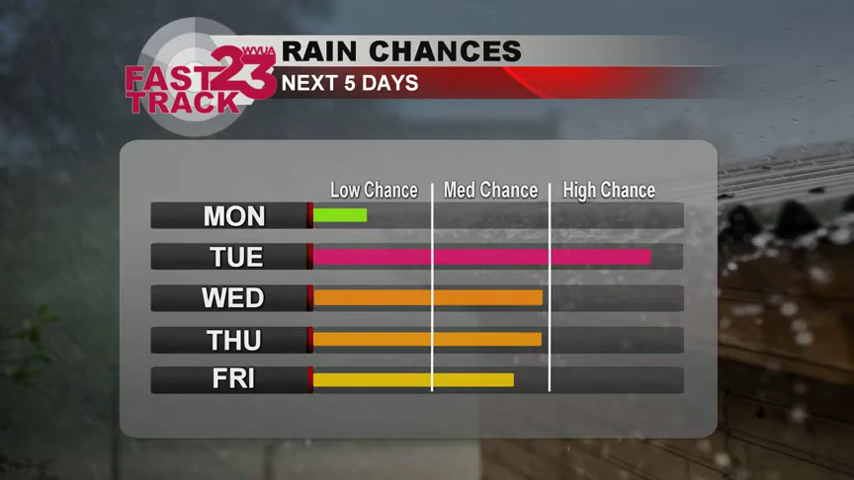 WVUA
23
FAST
TRACK
RAIN CHANCES
NEXT 5 DAYS
Low Chance Med Chance High Chance
MON
TUE
WED
THU
FRI